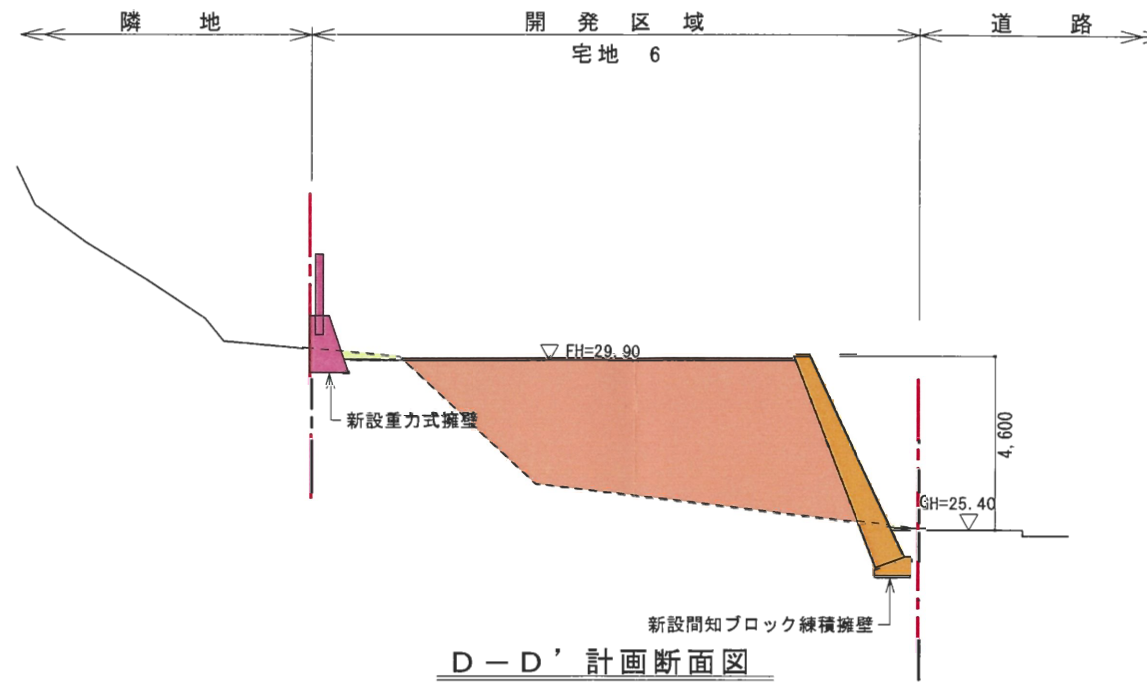 隣地
開発区域
道路
宅地 6
FH=29.90
新設重力式擁壁
4,600
GH=25.40
新設間知ブロック練積擁壁
D-D'計画断面図